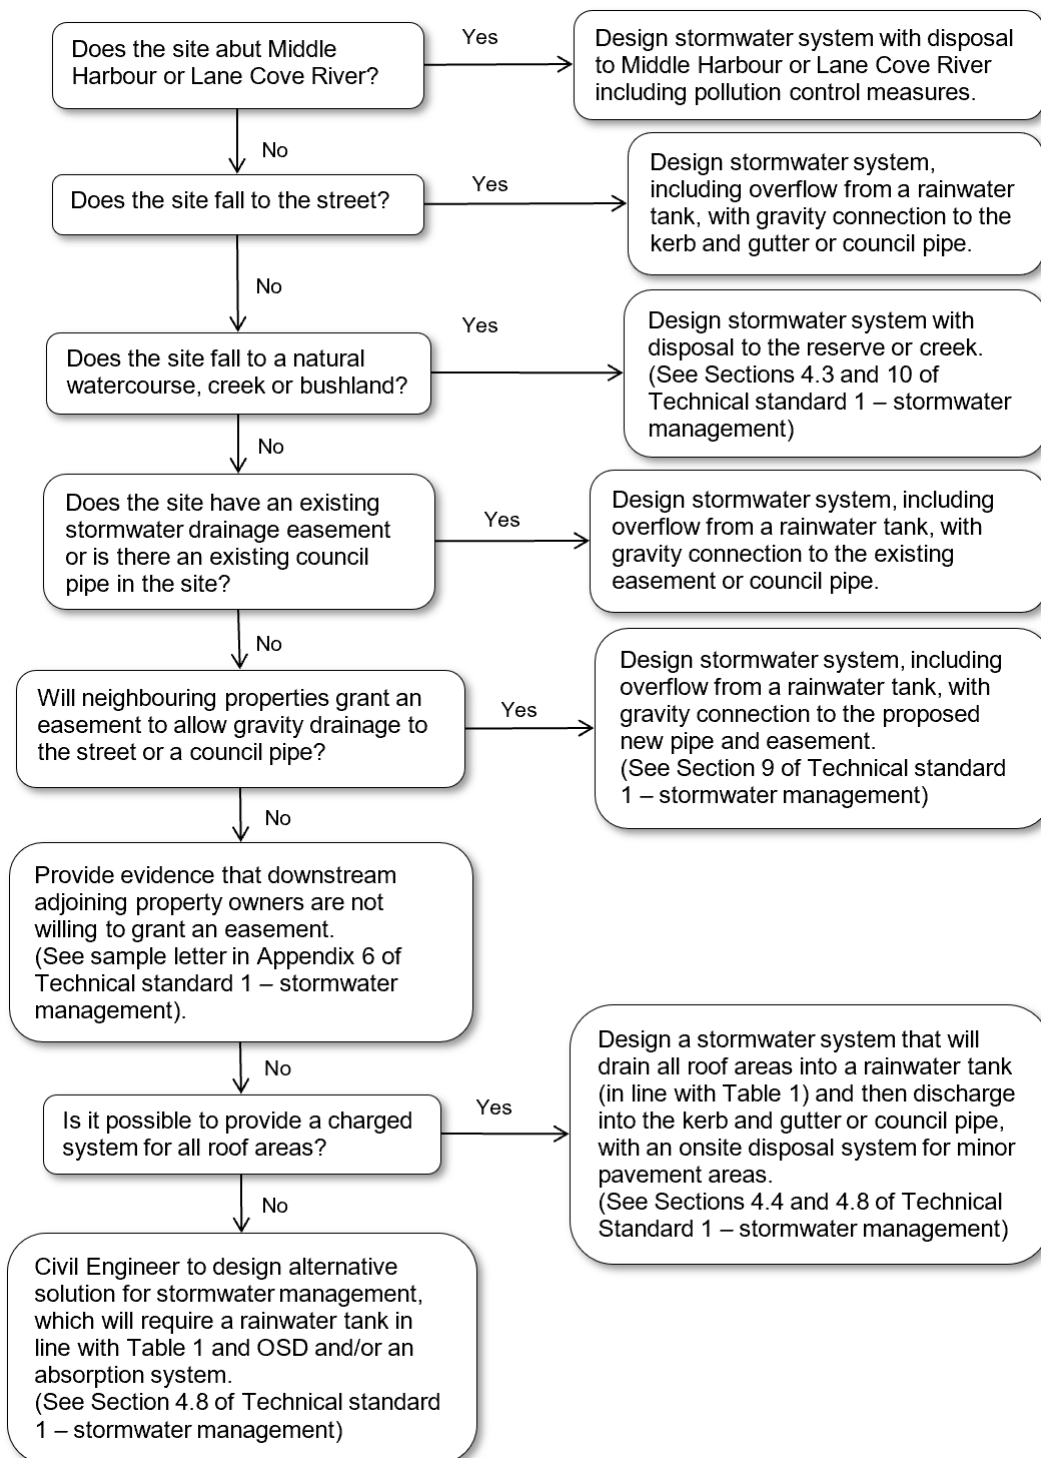 Does the site abut Middle
Harbour or Lane Cove River?
Yes
Design stormwater system with disposal
to Middle Harbour or Lane Cove River
including pollution control measures.
No
Does the site fall to the street?
Yes
Design stormwater system,
including overflow from a rainwater
tank, with gravity connection to the
kerb and gutter or council pipe.
No
Does the site fall to a natural
watercourse, creek or bushland?
Yes
Design stormwater system with
disposal to the reserve or creek.
(See Sections 4.3 and 10 of
Technical standard 1 – stormwater
management)
No
Does the site have an existing
stormwater drainage easement
or is there an existing council
pipe in the site?
Yes
Design stormwater system, including
overflow from a rainwater tank, with
gravity connection to the existing
easement or council pipe.
No
Will neighbouring properties grant an
easement to allow gravity drainage to
the street or a council pipe?
Yes
Design stormwater system, including
overflow from a rainwater tank, with
gravity connection to the proposed
new pipe and easement.
(See Section 9 of Technical standard
1 – stormwater management)
No
Provide evidence that downstream
adjoining property owners are not
willing to grant an easement.
(See sample letter in Appendix 6 of
Technical standard 1 – stormwater
management).
No
Is it possible to provide a charged
system for all roof areas?
Yes
Design a stormwater system that will
drain all roof areas into a rainwater tank
(in line with Table 1) and then discharge
into the kerb and gutter or council pipe,
with an onsite disposal system for minor
pavement areas.
(See Sections 4.4 and 4.8 of Technical
Standard 1 – stormwater management)
No
Civil Engineer to design alternative
solution for stormwater management,
which will require a rainwater tank in
line with Table 1 and OSD and/or an
absorption system.
(See Section 4.8 of Technical standard
1 – stormwater management)